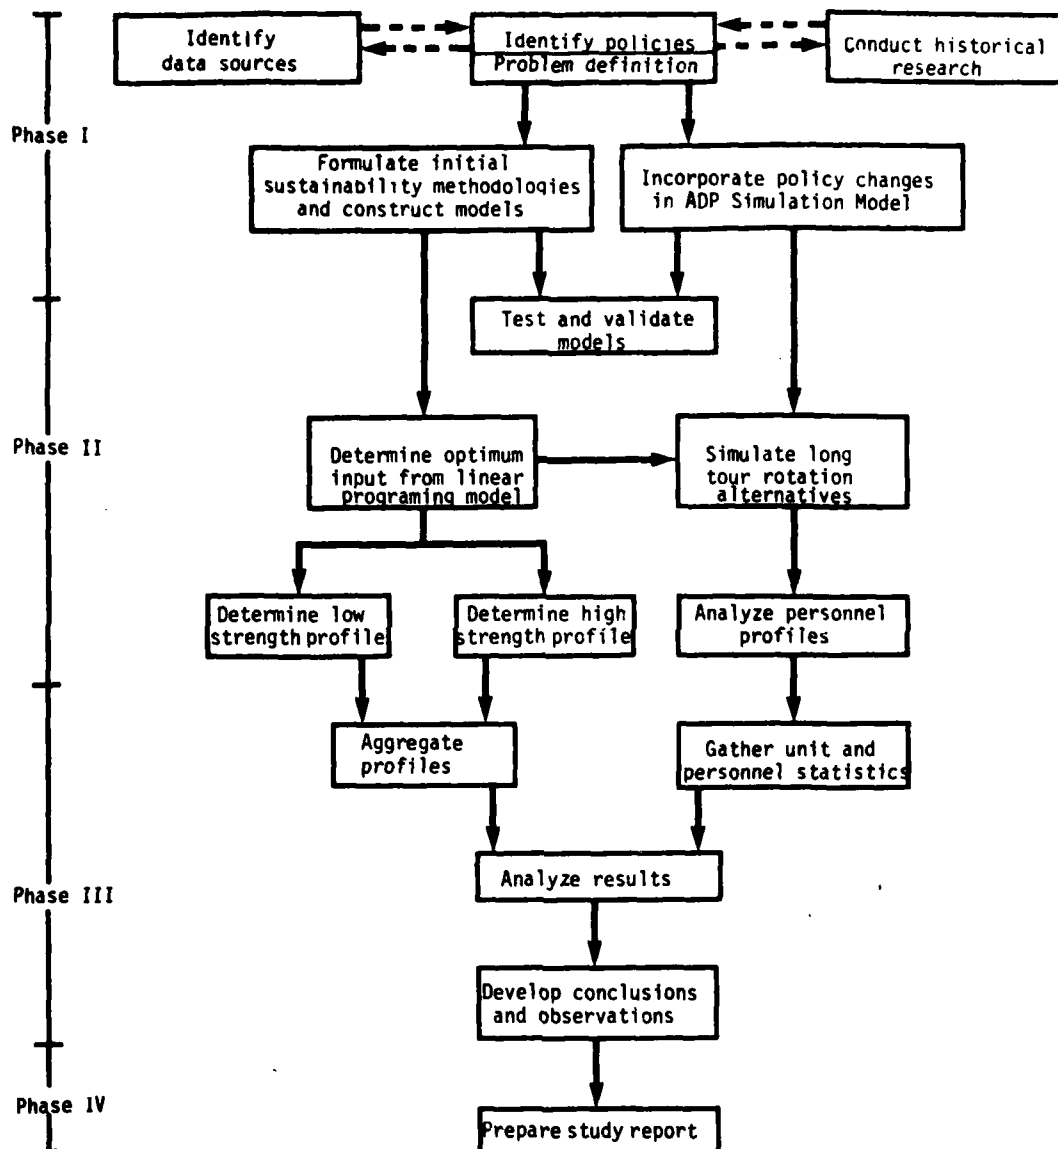 Identify
data sources
Identify policies
Problem definition
Conduct historical
research
Phase I
Formulate initial
sustainability methodologies
and construct models
Incorporate policy changes
in ADP Simulation Model
Test and validate
models
Phase II
Determine optimum
input from linear
programing model
Simulate long
tour rotation
alternatives
Determine low
strength profile
Determine high
strength profile
Analyze personnel
profiles
Aggregate
profiles
Gather unit and
personnel statistics
Analyze results
Phase III
Develop conclusions
and observations
Phase IV
Prepare study report